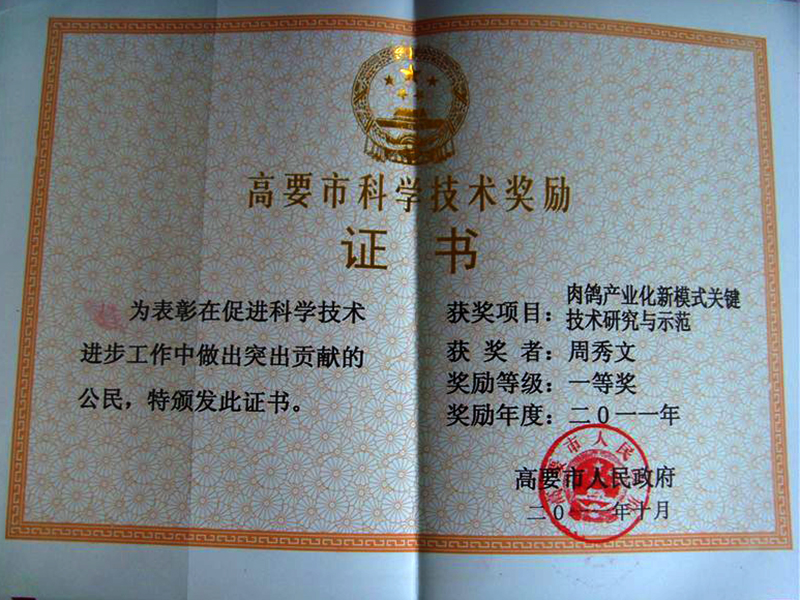 高要市科学技术奖励
证书
为表彰在促进科学技术
进步工作中做出突出贡献的
公民，特颁发此证书。
获奖项目：肉鸽产业化新模式关键
技术研究与示范
获奖者：周秀文
奖励等级：一等奖
奖励年度：二〇一一年
高要市人民政府
二〇一一年十月